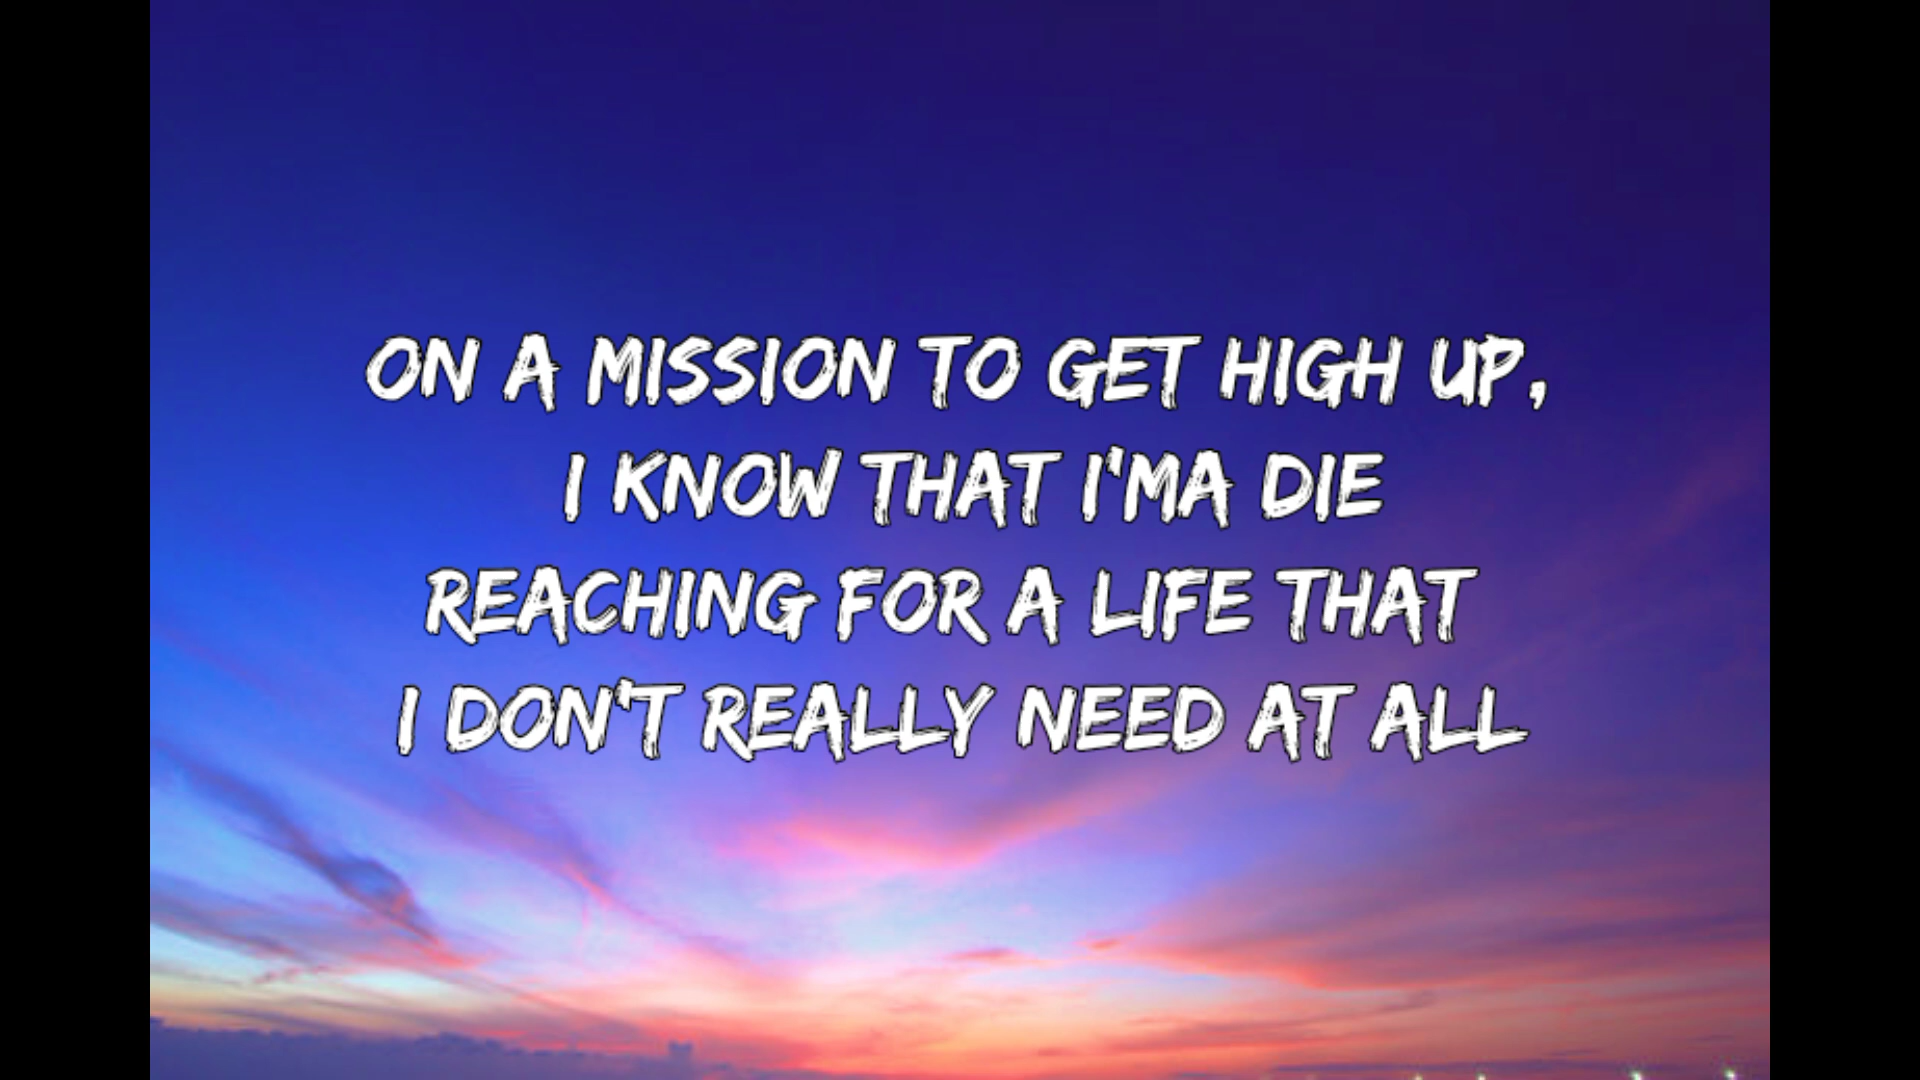 ON A MISSION TO GET HIGH UP,
I KNOW THAT I'MA DIE
REACHING FOR A LIFE THAT
I DON'T REALLY NEED AT ALL